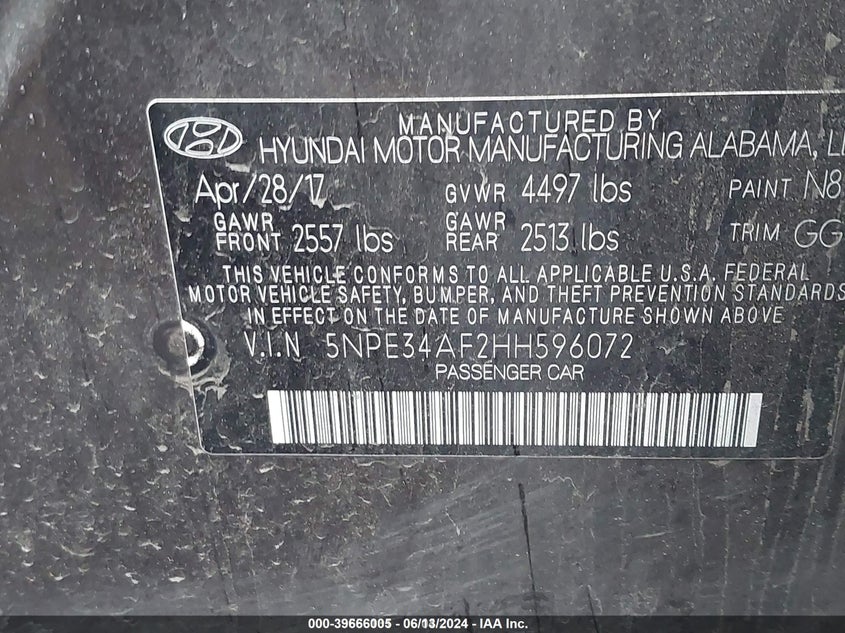 MANUFACTURED BY
HYUNDAI MOTOR MANUFACTURING ALABAMA,
Apr/28/17 GVWR 4497 lbs PAINT N8
GAWR FRONT 2557 lbs GAWR REAR 2513 lbs TRIM GG
THIS VEHICLE CONFORMS TO ALL APPLICABLE U.S.A. FEDERAL
MOTOR VEHICLE SAFETY, BUMPER, AND THEFT PREVENTION STANDARDS
IN EFFECT ON THE DATE OF MANUFACTURE SHOWN ABOVE
V.I.N 5NPE34AF2HH596072
PASSENGER CAR
000-39666005 - 06/13/2024 - IAA Inc.